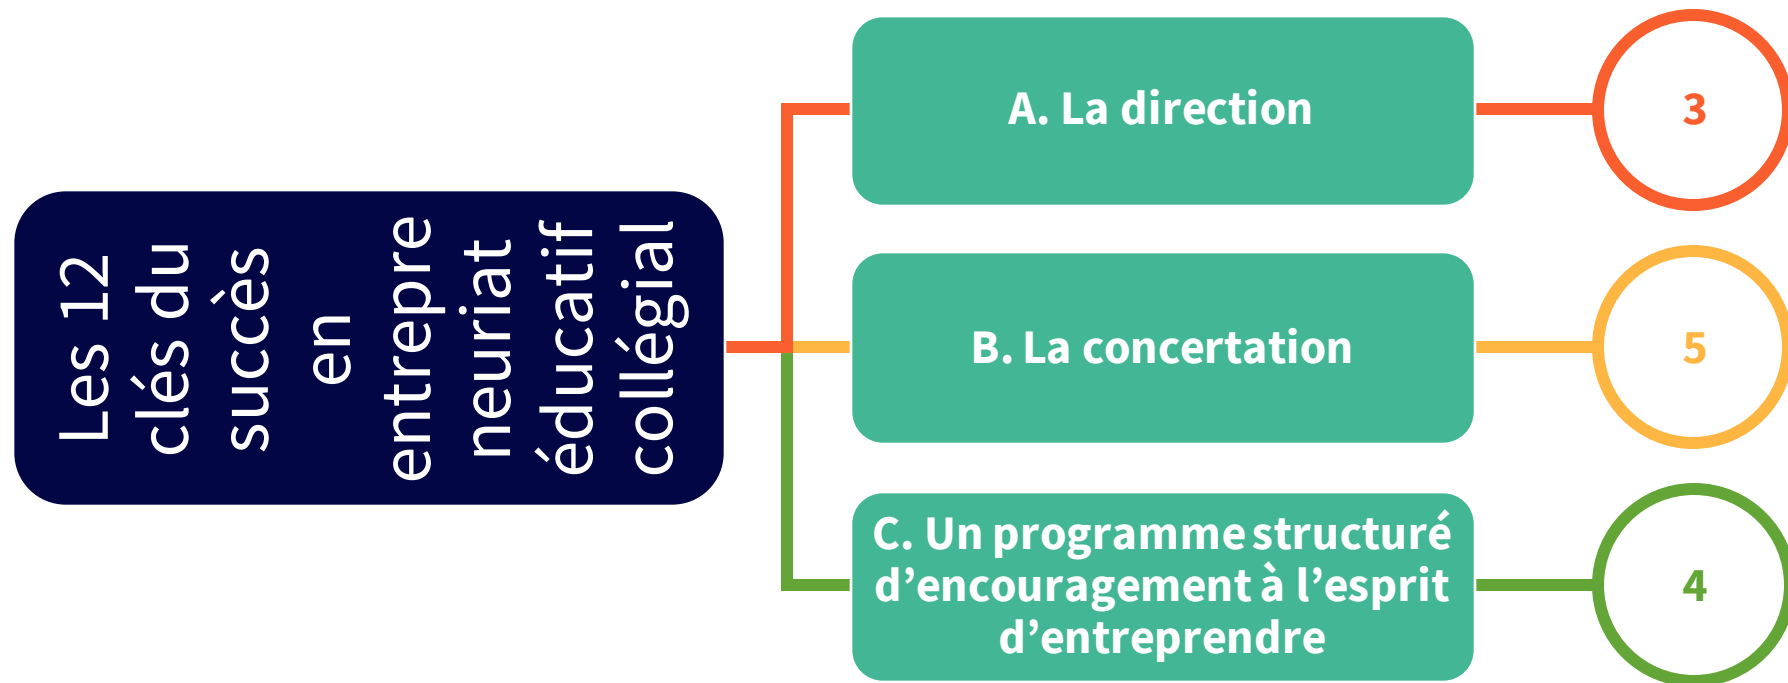 Les 12
clés du
succès
en
entrepre
neuriat
éducatif
collégial
A. La direction
3
B. La concertation
5
C. Un programme structuré
d’encouragement à l’esprit
d’entreprendre
4